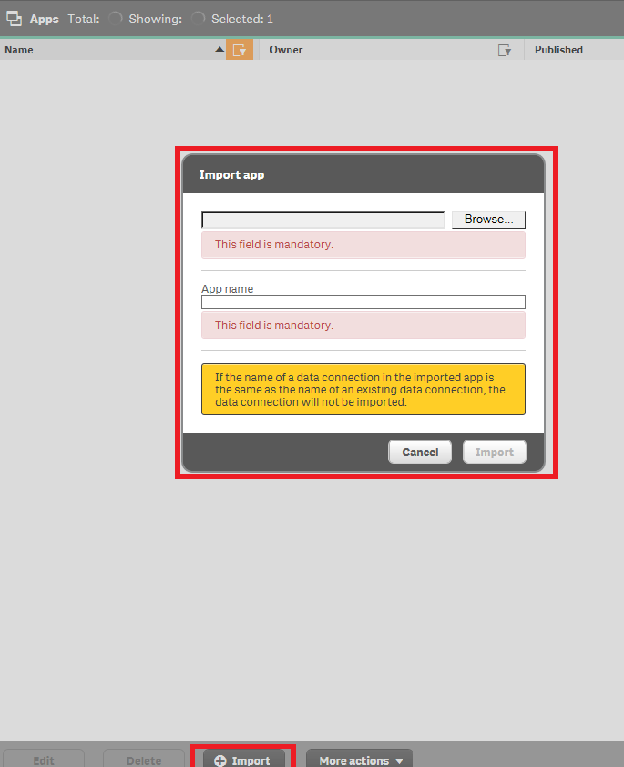 Apps Total: Showing: Selected: 1
Name Owner Published
Import app
Browse...
This field is mandatory.
App name
This field is mandatory.
If the name of a data connection in the imported app is
the same as the name of an existing data connection, the
data connection will not be imported.
Cancel Import
Edit Delete Import More actions